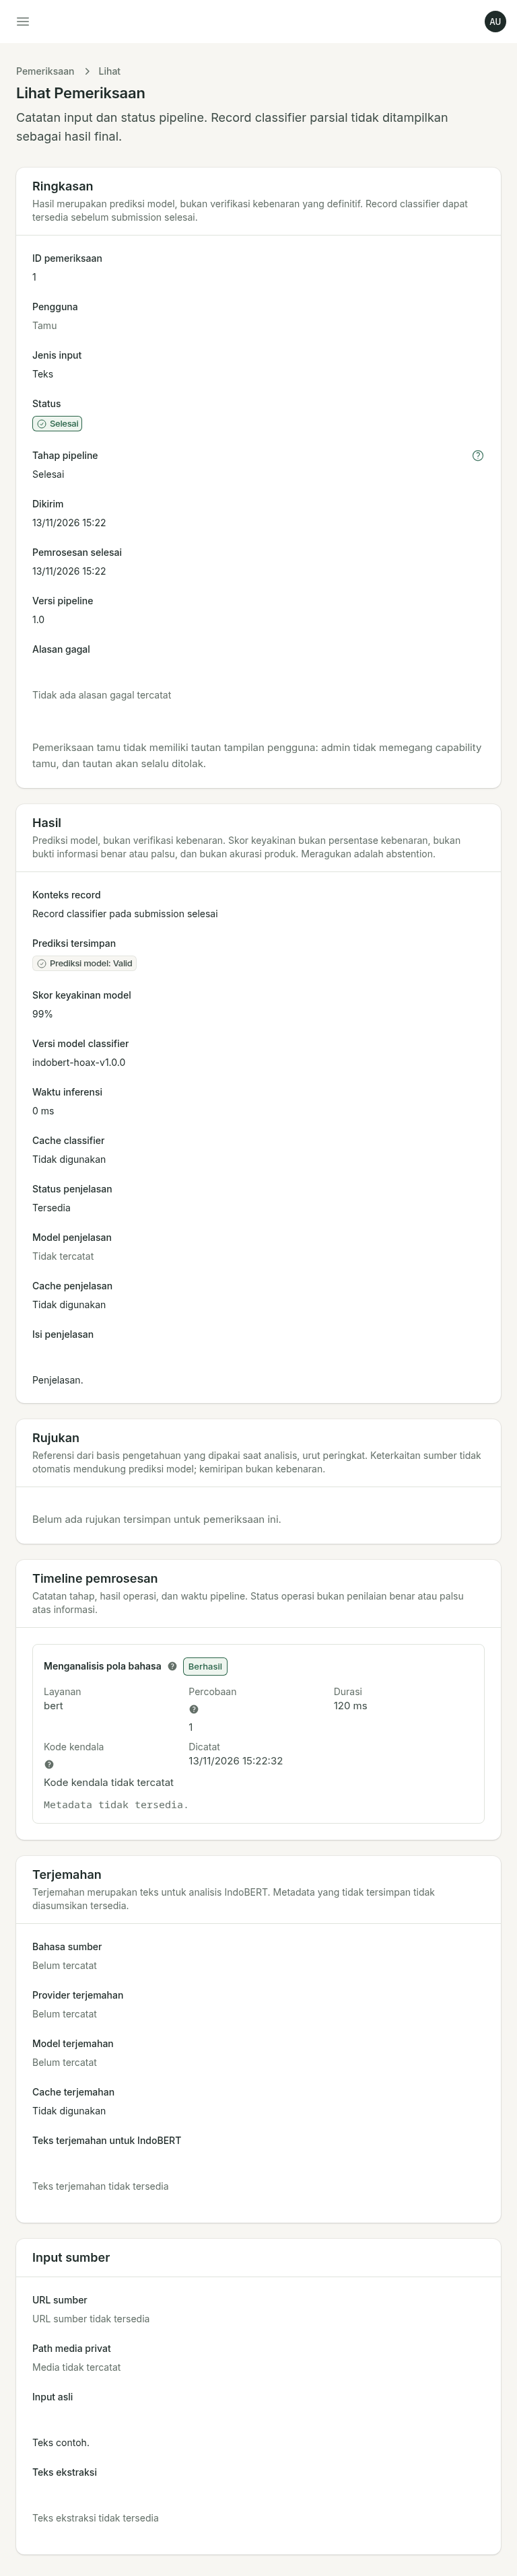 AU
Pemeriksaan > Lihat
Lihat Pemeriksaan
Catatan input dan status pipeline. Record classifier parsial tidak ditampilkan
sebagai hasil final.
Ringkasan
Hasil merupakan prediksi model, bukan verifikasi kebenaran yang definitif. Record classifier dapat
tersedia sebelum submission selesai.
ID pemeriksaan
1
Pengguna
Tamu
Jenis input
Teks
Status
Selesai
Tahap pipeline
Selesai
Dikirim
13/11/2026 15:22
Pemrosesan selesai
13/11/2026 15:22
Versi pipeline
1.0
Alasan gagal
Tidak ada alasan gagal tercatat
Pemeriksaan tamu tidak memiliki tautan tampilan pengguna: admin tidak memegang capability
tamu, dan tautan akan selalu ditolak.
Hasil
Prediksi model, bukan verifikasi kebenaran. Skor keyakinan bukan persentase kebenaran, bukan
bukti informasi benar atau palsu, dan bukan akurasi produk. Meragukan adalah abstention.
Konteks record
Record classifier pada submission selesai
Prediksi tersimpan
Prediksi model: Valid
Skor keyakinan model
99%
Versi model classifier
indobert-hoax-v1.0.0
Waktu inferensi
0 ms
Cache classifier
Tidak digunakan
Status penjelasan
Tersedia
Model penjelasan
Tidak tercatat
Cache penjelasan
Tidak digunakan
Isi penjelasan
Penjelasan.
Rujukan
Referensi dari basis pengetahuan yang dipakai saat analisis, urut peringkat. Keterkaitan sumber tidak
otomatis mendukung prediksi model; kemiripan bukan kebenaran.
Belum ada rujukan tersimpan untuk pemeriksaan ini.
Timeline pemrosesan
Catatan tahap, hasil operasi, dan waktu pipeline. Status operasi bukan penilaian benar atau palsu
atas informasi.
Menganalisis pola bahasa ? Berhasil
Layanan Percobaan Durasi
bert ? 120 ms
1
Kode kendala Dicatat
? 13/11/2026 15:22:32
Kode kendala tidak tercatat
Metadata tidak tersedia.
Terjemahan
Terjemahan merupakan teks untuk analisis IndoBERT. Metadata yang tidak tersimpan tidak
diasumsikan tersedia.
Bahasa sumber
Belum tercatat
Provider terjemahan
Belum tercatat
Model terjemahan
Belum tercatat
Cache terjemahan
Tidak digunakan
Teks terjemahan untuk IndoBERT
Teks terjemahan tidak tersedia
Input sumber
URL sumber
URL sumber tidak tersedia
Path media privat
Media tidak tercatat
Input asli
Teks contoh.
Teks ekstraksi
Teks ekstraksi tidak tersedia